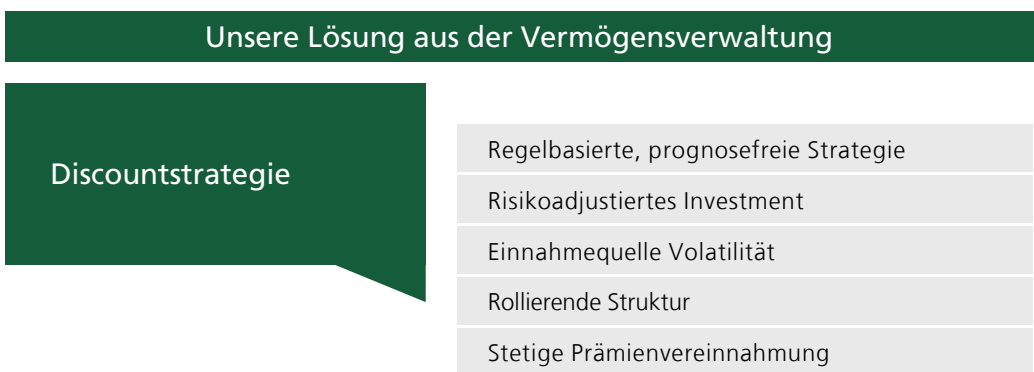 Unsere Lösung aus der Vermögensverwaltung
Discountstrategie
Regelbasierte, prognosefreie Strategie
Risikoadjustiertes Investment
Einnahmequelle Volatilität
Rollierende Struktur
Stetige Prämienvereinnahmung